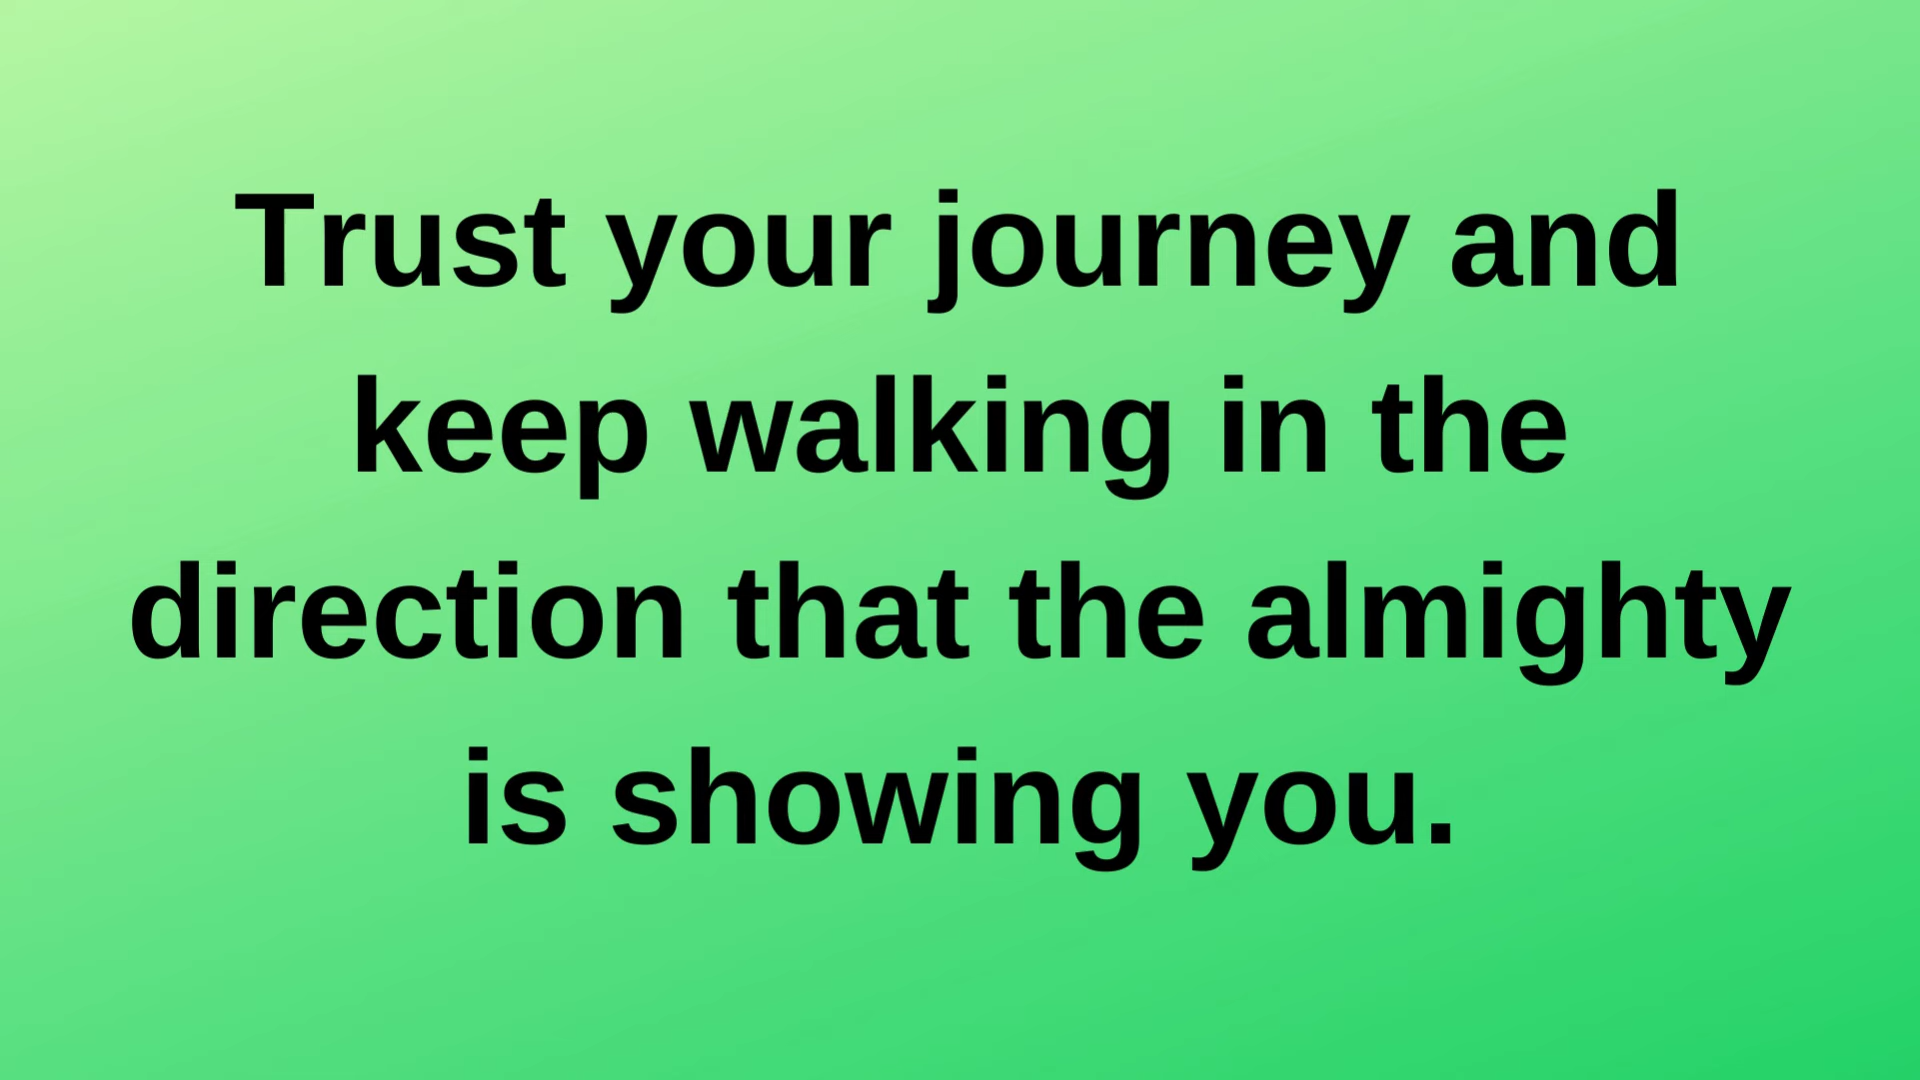 Trust your journey and
keep walking in the
direction that the almighty
is showing you.